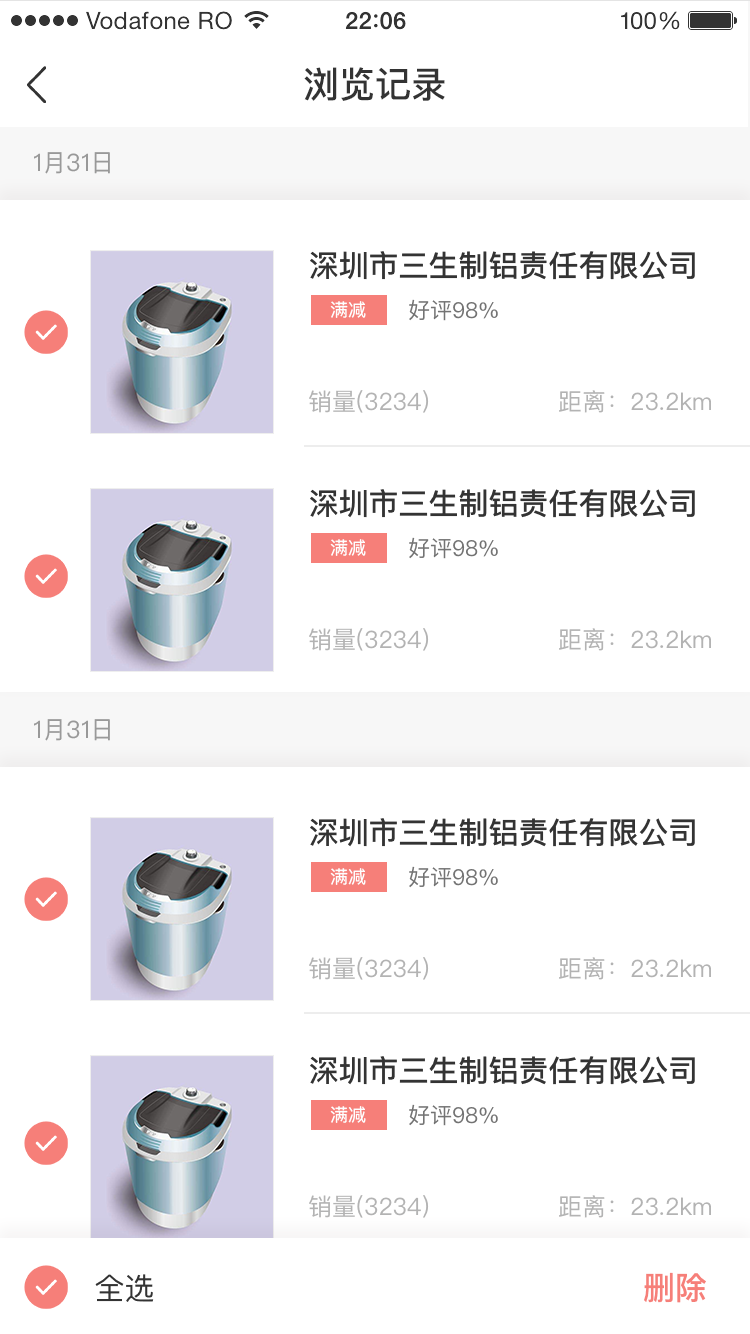 Vodafone RO 22:06 100%
浏览记录
1月31日
深圳市三生制铝责任有限公司
满减 好评98%
销量(3234) 距离：23.2km
深圳市三生制铝责任有限公司
满减 好评98%
销量(3234) 距离：23.2km
1月31日
深圳市三生制铝责任有限公司
满减 好评98%
销量(3234) 距离：23.2km
深圳市三生制铝责任有限公司
满减 好评98%
销量(3234) 距离：23.2km
全选 删除